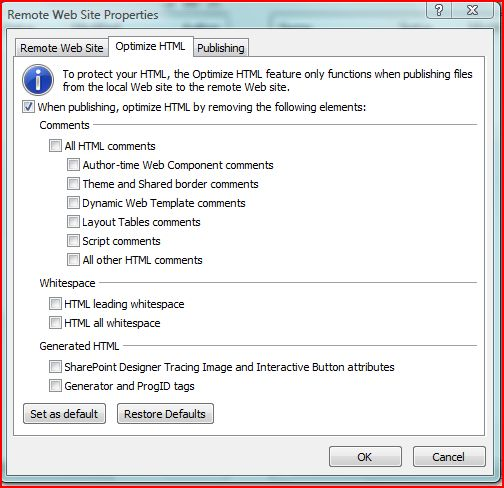 Remote Web Site Properties
Remote Web Site
Optimize HTML
Publishing
To protect your HTML, the Optimize HTML feature only functions when publishing files
from the local Web site to the remote Web site.
When publishing, optimize HTML by removing the following elements:
Comments
All HTML comments
Author-time Web Component comments
Theme and Shared border comments
Dynamic Web Template comments
Layout Tables comments
Script comments
All other HTML comments
Whitespace
HTML leading whitespace
HTML all whitespace
Generated HTML
SharePoint Designer Tracing Image and Interactive Button attributes
Generator and ProgID tags
Set as default
Restore Defaults
OK
Cancel